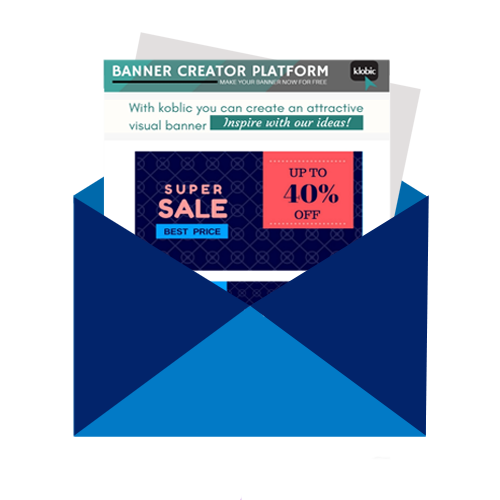 BANNER CREATOR PLATFORM
klobic
MAKE YOUR BANNER NOW FOR FREE
With koblic you can create an attractive
visual banner Inspire with our ideas!
SUPER
SALE
BEST PRICE
UP TO
40%
OFF